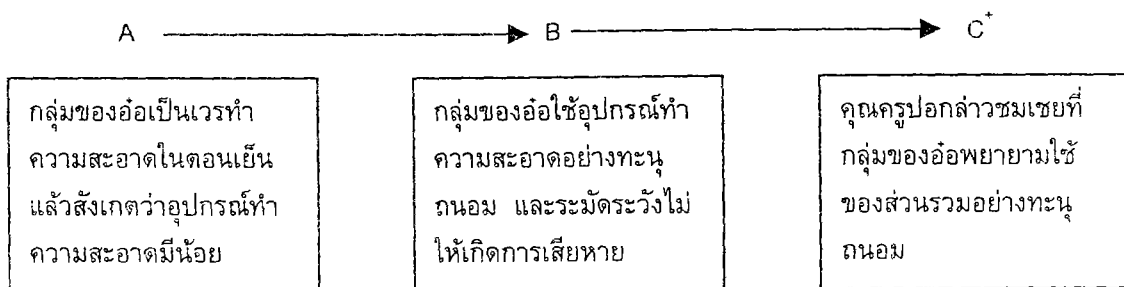 A B C+
กลุ่มของอ๋อเป็นเวรทำ
ความสะอาดในตอนเย็น
แล้วสังเกตว่าอุปกรณ์ทำ
ความสะอาดมีน้อย
กลุ่มของอ๋อใช้อุปกรณ์ทำ
ความสะอาดอย่างทะนุ
ถนอม และระมัดระวังไม่
ให้เกิดการเสียหาย
คุณครูปอกล่าวชมเชยที่
กลุ่มของอ๋อพยายามใช้
ของส่วนรวมอย่างทะนุ
ถนอม